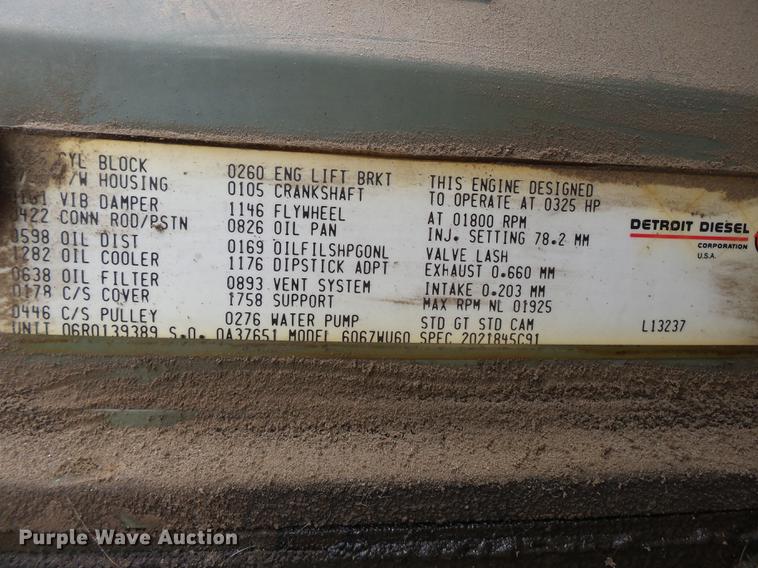 CYL BLOCK
F/W HOUSING
VIB DAMPER
0422 CONN ROD/PSTN
0598 OIL DIST
1282 OIL COOLER
0638 OIL FILTER
0178 C/S COVER
0446 C/S PULLEY
0260 ENG LIFT BRKT
0105 CRANKSHAFT
1146 FLYWHEEL
0826 OIL PAN
0169 OILFILSHPGONL
1176 DIPSTICK ADPT
0893 VENT SYSTEM
1758 SUPPORT
0276 WATER PUMP
THIS ENGINE DESIGNED
TO OPERATE AT 0325 HP
AT 01800 RPM
INJ. SETTING 78.2 MM
VALVE LASH
EXHAUST 0.660 MM
INTAKE 0.203 MM
MAX RPM NL 01925
STD GT STD CAM
UNIT 06R0139389 S.O. 0A37651 MODEL 6067WU60 SPEC 2021845C91
DETROIT DIESEL
CORPORATION
U.S.A.
L13237
Purple Wave Auction